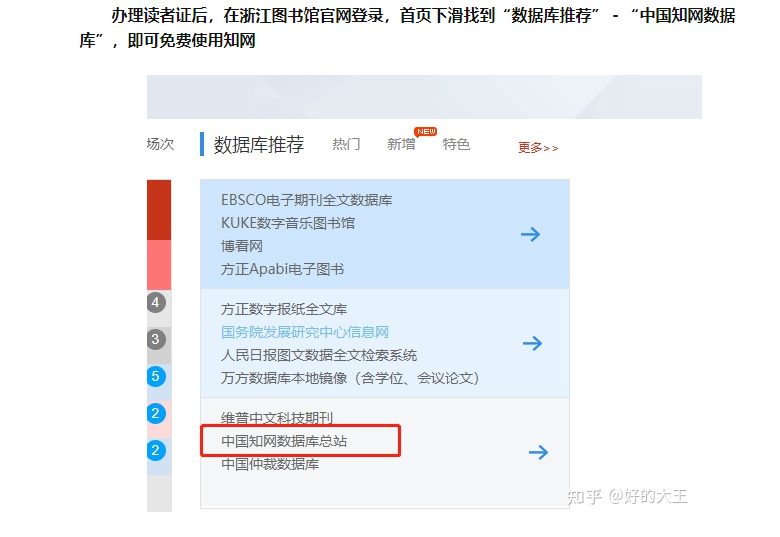 办理读者证后，在浙江图书馆官网登录，首页下滑找到“数据库推荐” - “中国知网数据
库”，即可免费使用知网
场次 数据库推荐 热门 新增 NEW 特色 更多>>
EBSCO电子期刊全文数据库
KUKE数字音乐图书馆
博看网
方正Apabi电子图书
4
方正数字报纸全文库
国务院发展研究中心信息网
3
人民日报图文数据全文检索系统
5
万方数据库本地镜像（含学位、会议论文）
2
维普中文科技期刊
中国知网数据库总站
2
中国仲裁数据库
知乎 @好的大王